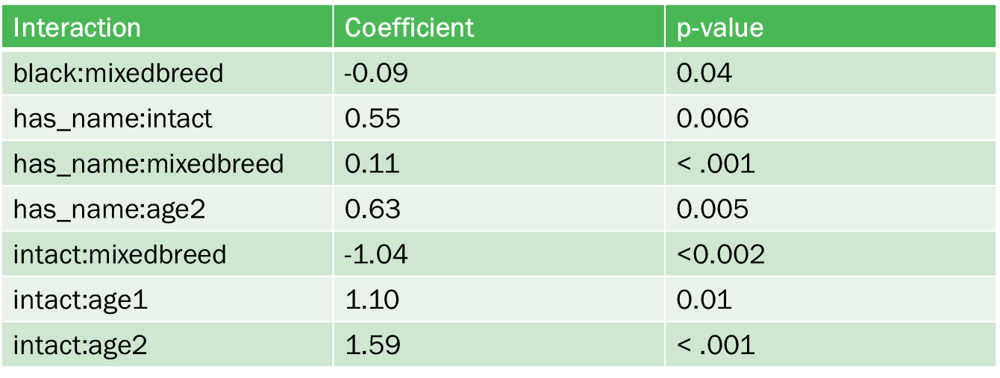 Interaction Coefficient p-value
black:mixedbreed -0.09 0.04
has_name:intact 0.55 0.006
has_name:mixedbreed 0.11 < .001
has_name:age2 0.63 0.005
intact:mixedbreed -1.04 <0.002
intact:age1 1.10 0.01
intact:age2 1.59 < .001